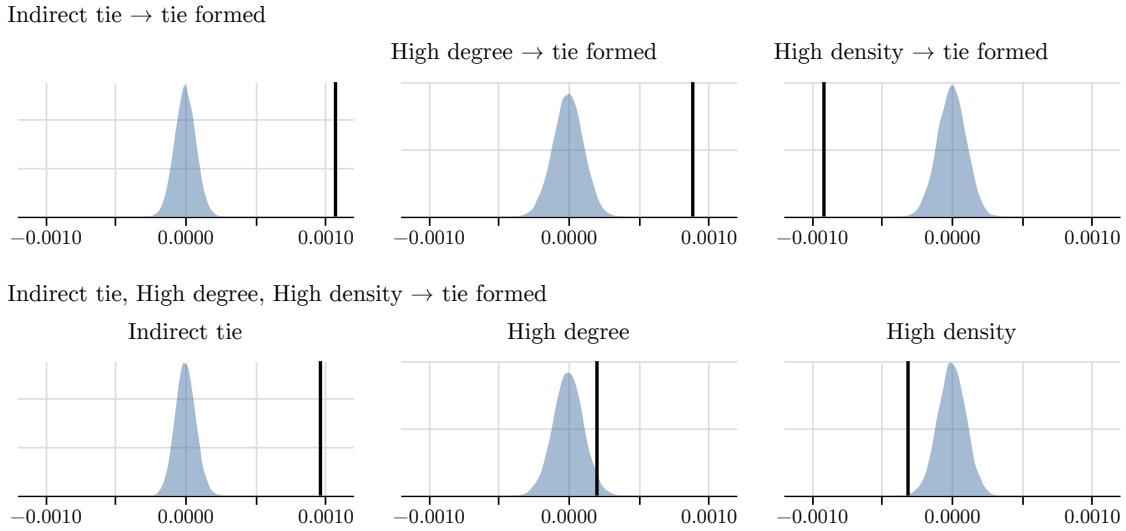 Indirect tie → tie formed
High degree → tie formed
High density → tie formed
−0.0010 0.0000 0.0010
−0.0010 0.0000 0.0010
−0.0010 0.0000 0.0010
Indirect tie, High degree, High density → tie formed
Indirect tie
High degree
High density
−0.0010 0.0000 0.0010
−0.0010 0.0000 0.0010
−0.0010 0.0000 0.0010